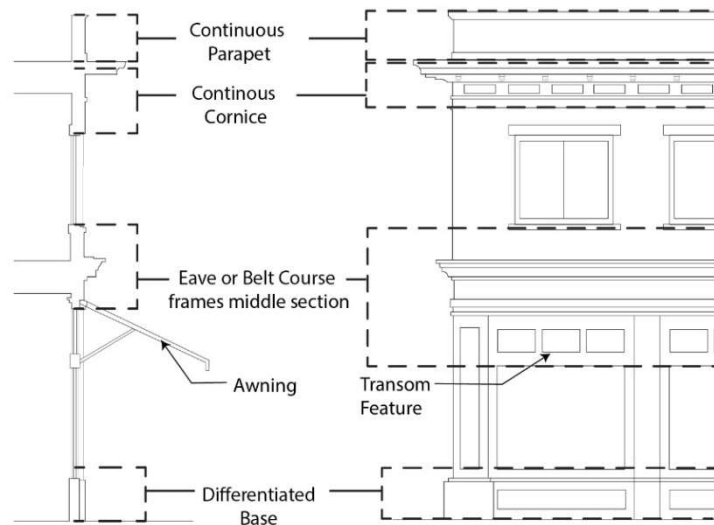 Continuous
Parapet
Continous
Cornice
Eave or Belt Course
frames middle section
Awning
Transom
Feature
Differentiated
Base